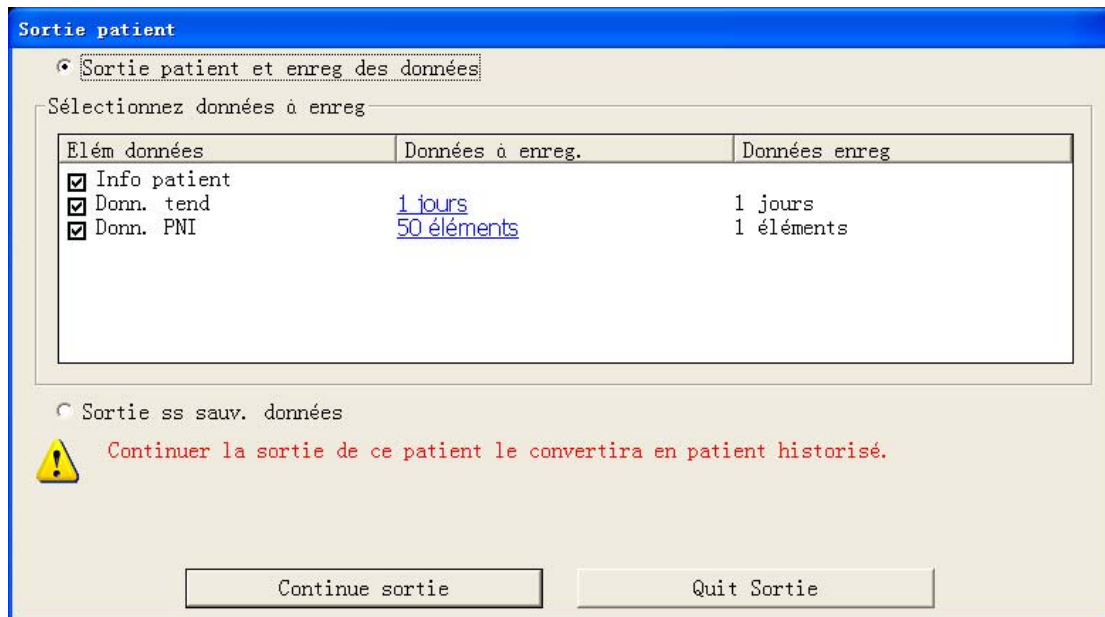 Sortie patient
Sortie patient et enreg des données
Sélectionnez données à enreg
Elém données Données à enreg. Données enreg
Info patient
Donn. tend 1 jours 1 jours
Donn. PNI 50 éléments 1 éléments
Sortie ss sauv. données
Continuer la sortie de ce patient le convertira en patient historisé.
Continue sortie Quit Sortie